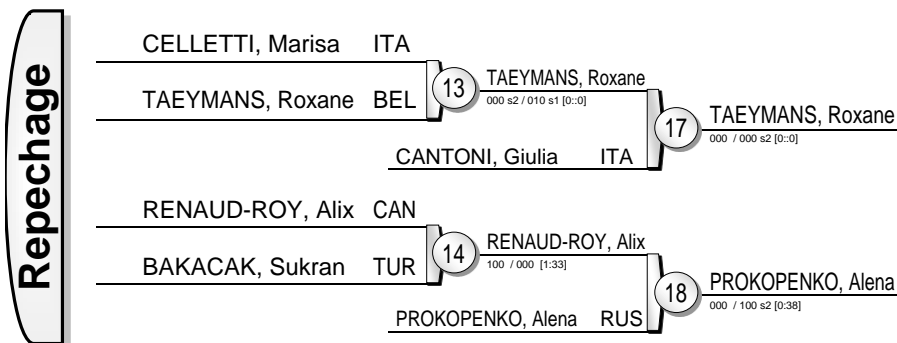 Repechage
CELLETTI, Marisa ITA
TAEYMANS, Roxane BEL
13
TAEYMANS, Roxane
000 s2 / 010 s1 [0::0]
CANTONI, Giulia ITA
17
TAEYMANS, Roxane
000 / 000 s2 [0::0]
RENAUD-ROY, Alix CAN
BAKACAK, Sukran TUR
14
RENAUD-ROY, Alix
100 / 000 [1:33]
PROKOPENKO, Alena RUS
18
PROKOPENKO, Alena
000 / 100 s2 [0:38]